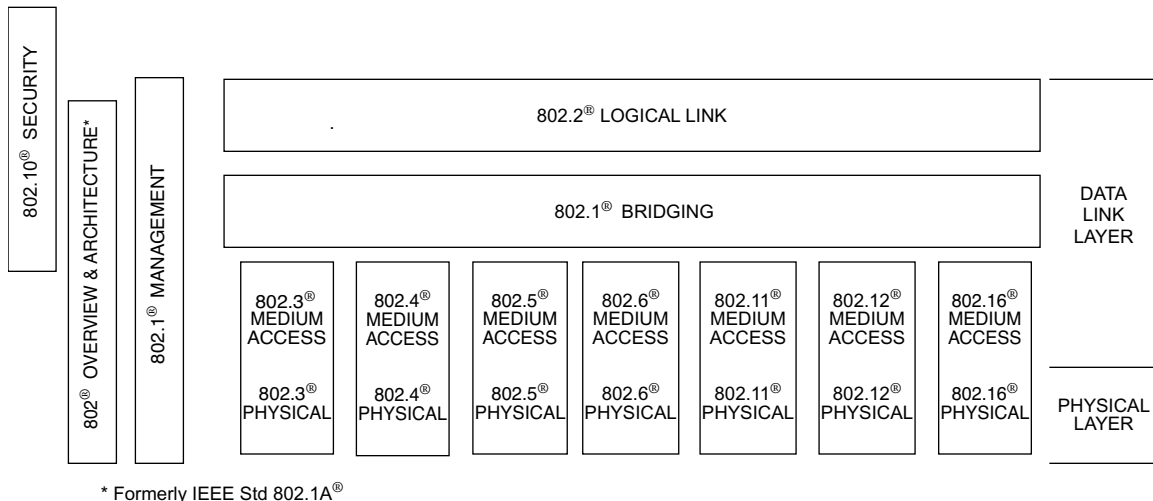 802.10® SECURITY
802® OVERVIEW & ARCHITECTURE*
802.1® MANAGEMENT
802.2® LOGICAL LINK
802.1® BRIDGING
802.3®
MEDIUM
ACCESS
802.3®
PHYSICAL
802.4®
MEDIUM
ACCESS
802.4®
PHYSICAL
802.5®
MEDIUM
ACCESS
802.5®
PHYSICAL
802.6®
MEDIUM
ACCESS
802.6®
PHYSICAL
802.11®
MEDIUM
ACCESS
802.11®
PHYSICAL
802.12®
MEDIUM
ACCESS
802.12®
PHYSICAL
802.16®
MEDIUM
ACCESS
802.16®
PHYSICAL
DATA
LINK
LAYER
PHYSICAL
LAYER
* Formerly IEEE Std 802.1A®